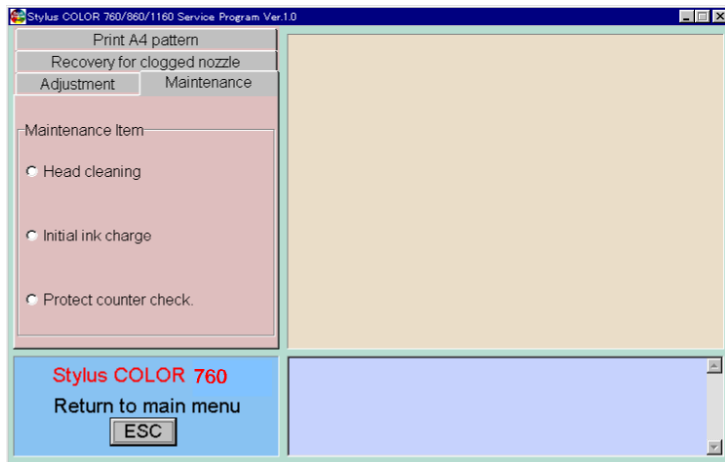 Stylus COLOR 760/860/1160 Service Program Ver.1.0
Print A4 pattern
Recovery for clogged nozzle
Adjustment Maintenance
Maintenance Item
Head cleaning
Initial ink charge
Protect counter check.
Stylus COLOR 760
Return to main menu
ESC